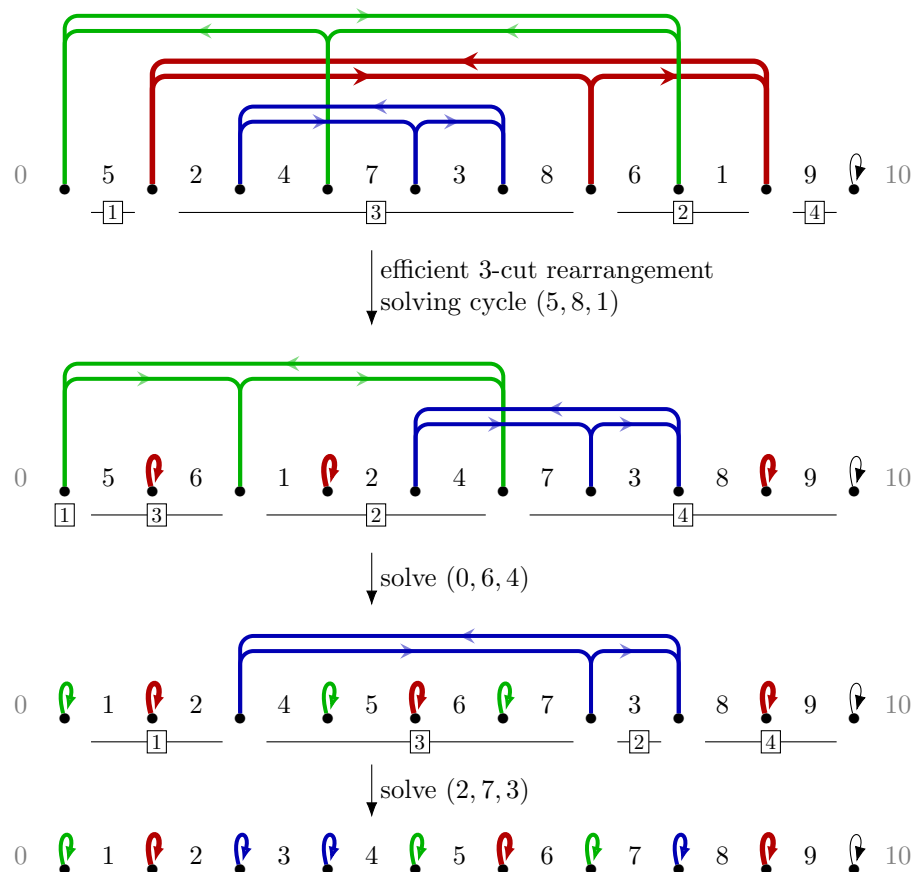 0 5 2 4 7 3 8 6 1 9 10
1 3 2 4
efficient 3-cut rearrangement
solving cycle (5, 8, 1)
0 5 6 1 2 4 7 3 8 9 10
1 3 2 4
solve (0, 6, 4)
0 1 2 4 5 6 7 3 8 9 10
1 3 2 4
solve (2, 7, 3)
0 1 2 3 4 5 6 7 8 9 10